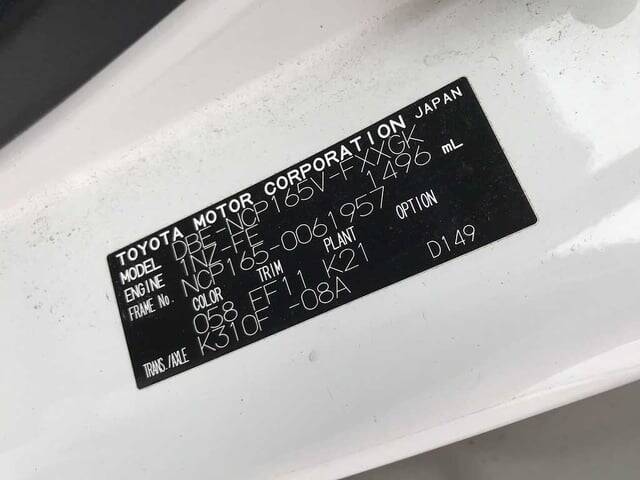 TOYOTA MOTOR CORPORATION JAPAN
MODEL DBE-NCP165V-FXXGK
ENGINE 1NZ-FE 1496 mL
FRAME No. NCP165-0061957
COLOR TRIM PLANT OPTION
058 FF11 K21 D149
TRANS./AXLE K310F -08A